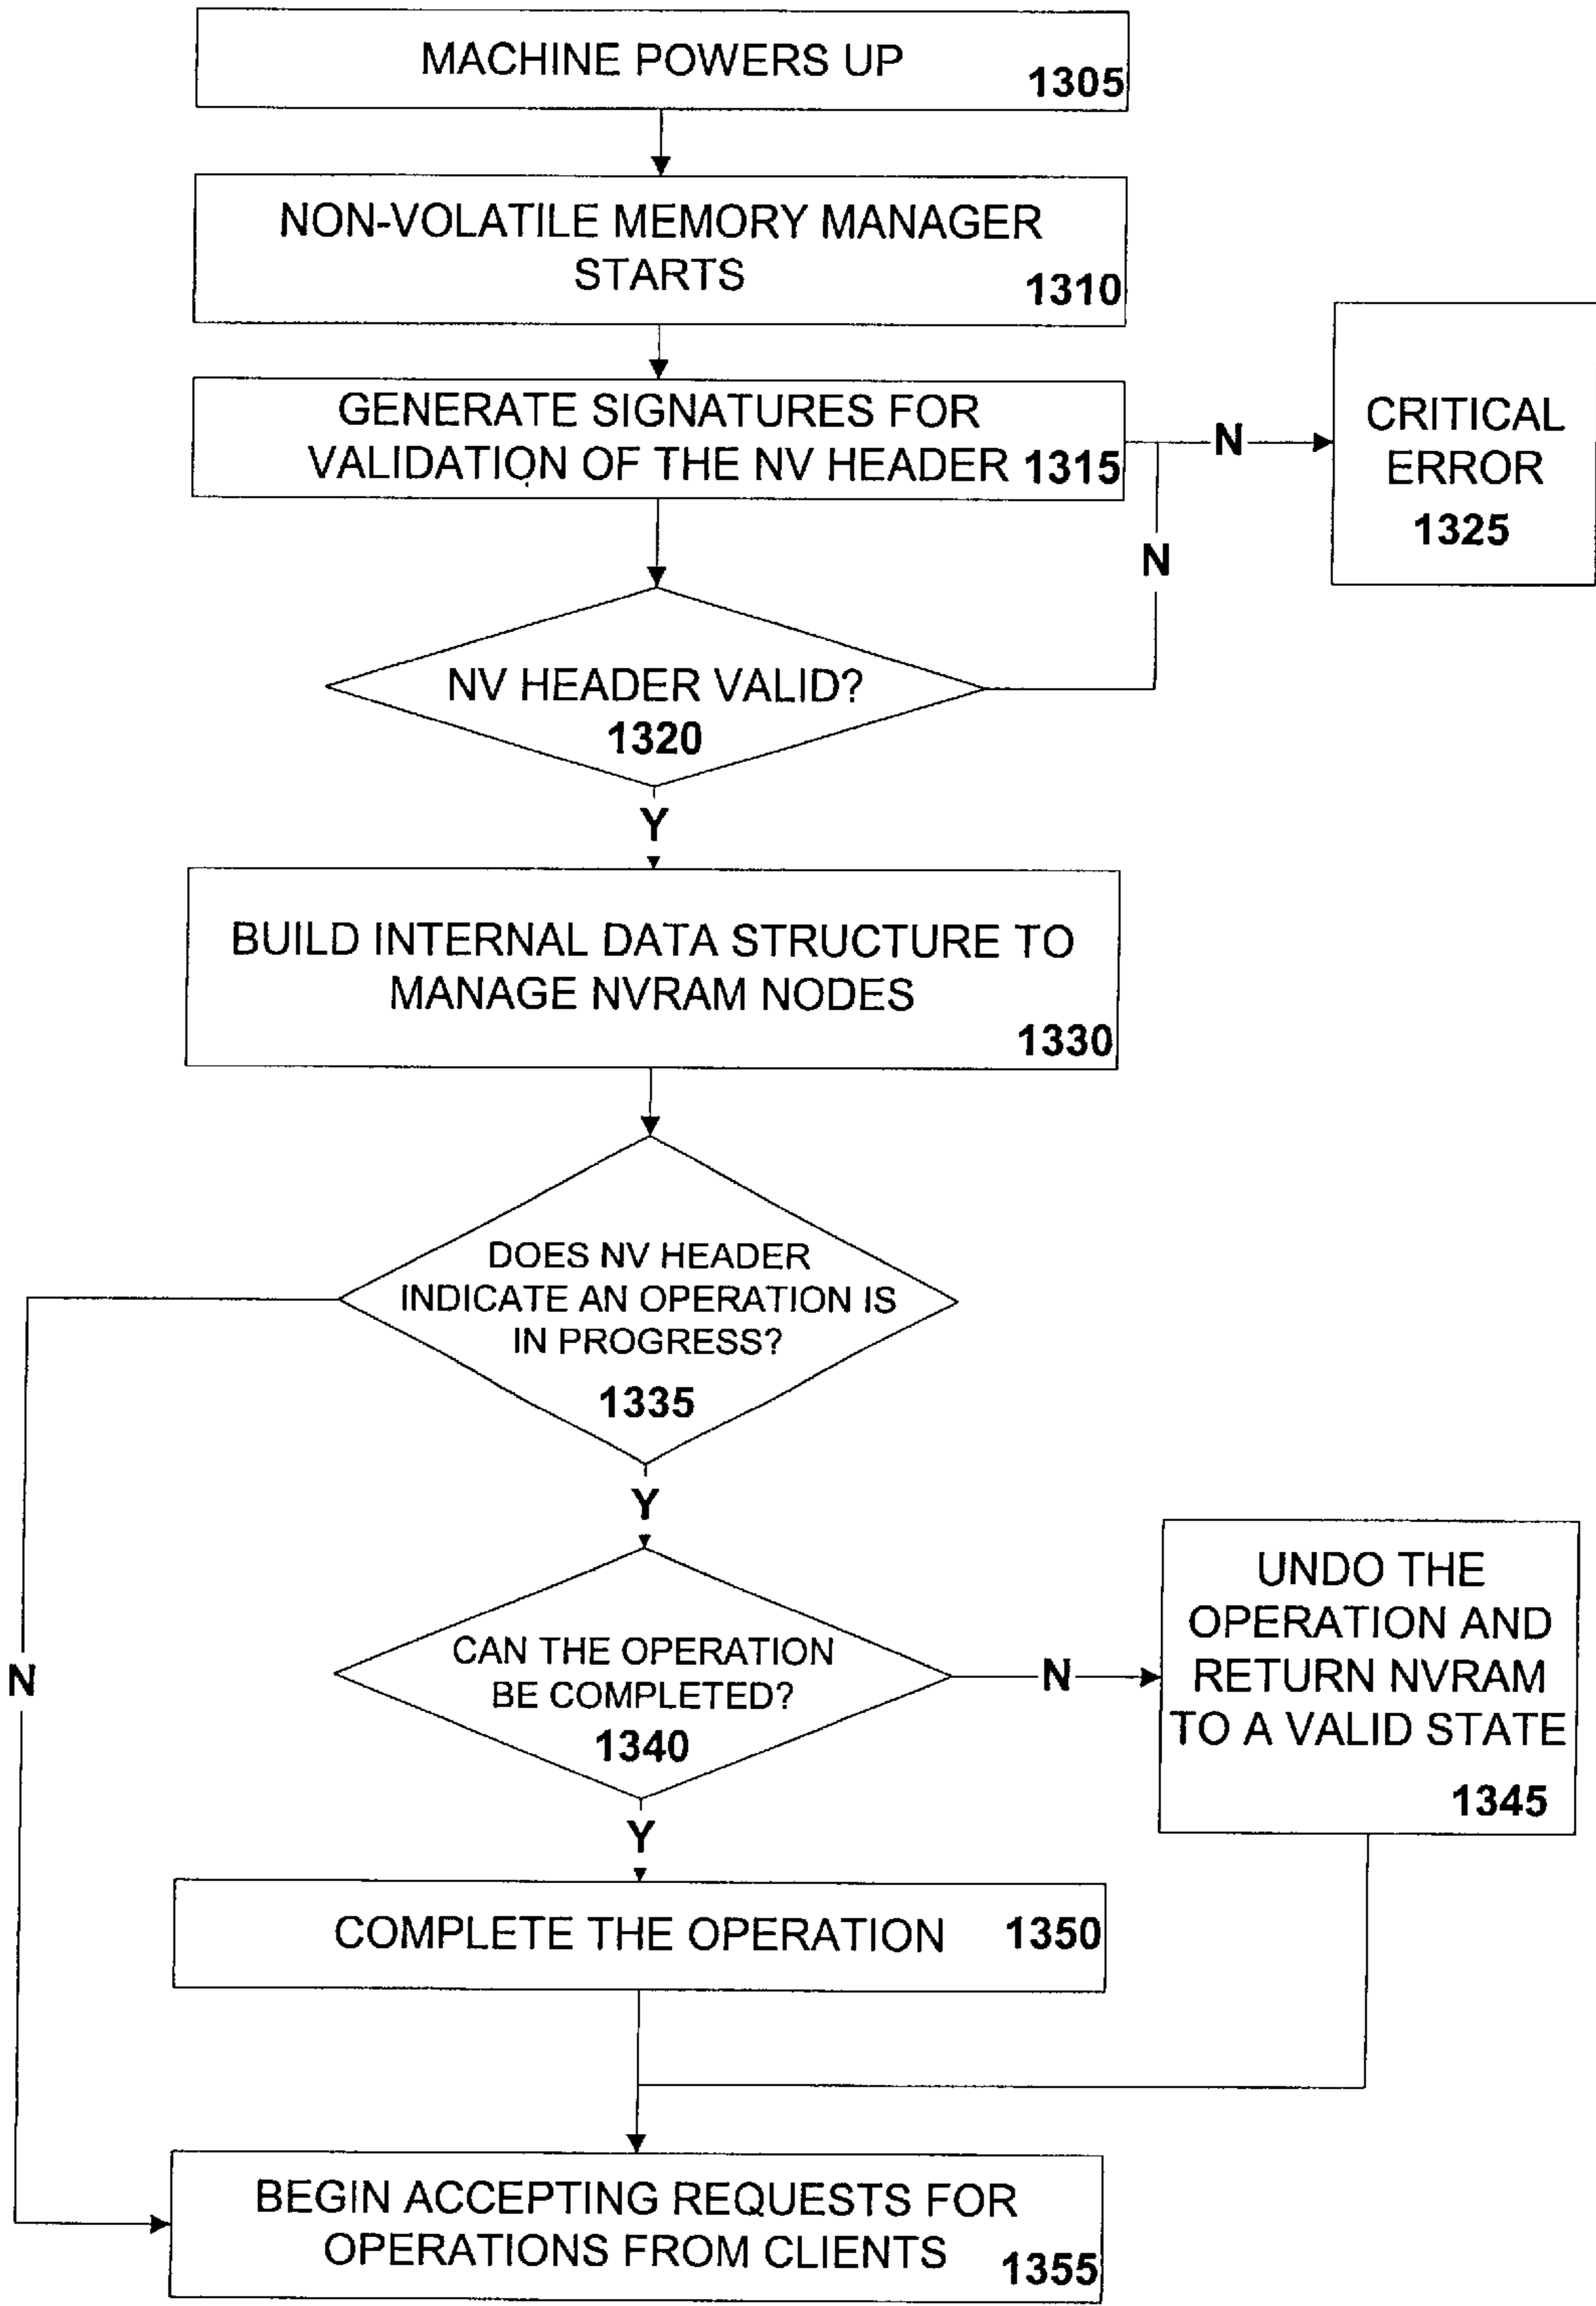 MACHINE POWERS UP
1305
NON-VOLATILE MEMORY MANAGER
STARTS
1310
GENERATE SIGNATURES FOR
VALIDATION OF THE NV HEADER 1315
N
CRITICAL
ERROR
1325
N
NV HEADER VALID?
1320
Y
BUILD INTERNAL DATA STRUCTURE TO
MANAGE NVRAM NODES
1330
DOES NV HEADER
INDICATE AN OPERATION IS
IN PROGRESS?
1335
Y
N
CAN THE OPERATION
BE COMPLETED?
1340
N
UNDO THE
OPERATION AND
RETURN NVRAM
TO A VALID STATE
1345
Y
COMPLETE THE OPERATION 1350
BEGIN ACCEPTING REQUESTS FOR
OPERATIONS FROM CLIENTS
1355